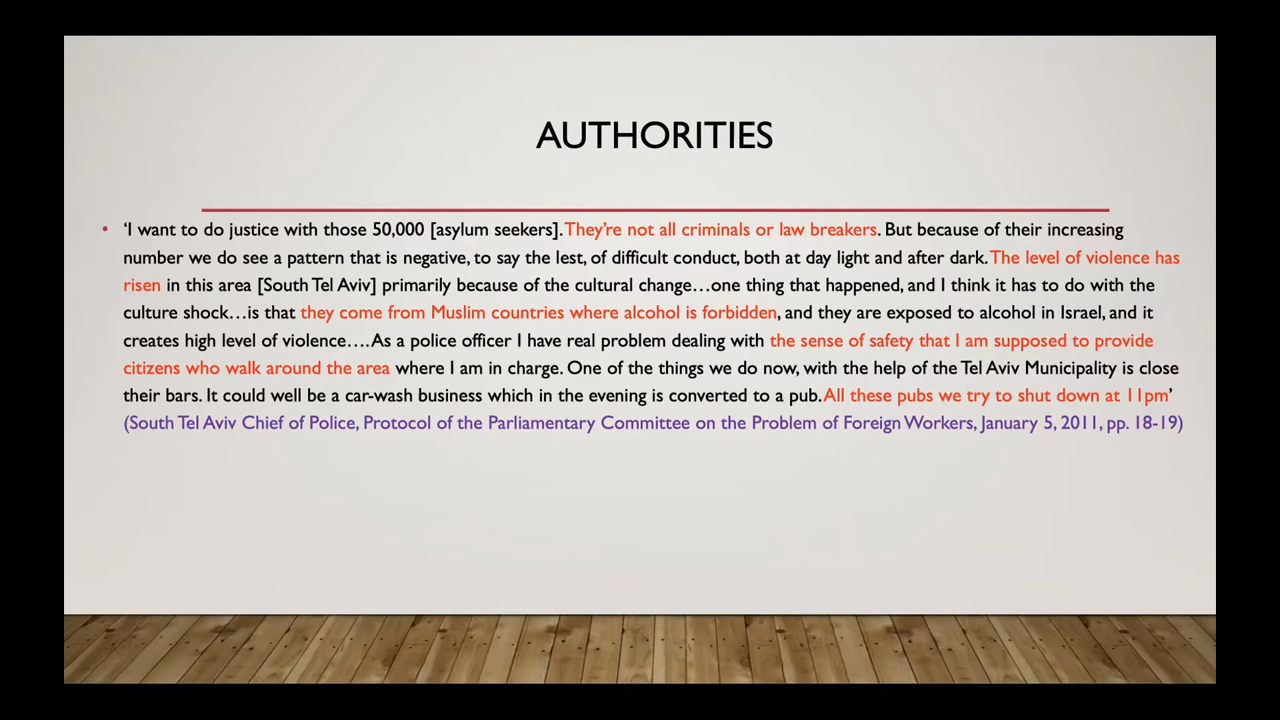 AUTHORITIES
• ‘I want to do justice with those 50,000 [asylum seekers]. They’re not all criminals or law breakers. But because of their increasing
number we do see a pattern that is negative, to say the lest, of difficult conduct, both at day light and after dark. The level of violence has
risen in this area [South Tel Aviv] primarily because of the cultural change…one thing that happened, and I think it has to do with the
culture shock…is that they come from Muslim countries where alcohol is forbidden, and they are exposed to alcohol in Israel, and it
creates high level of violence….As a police officer I have real problem dealing with the sense of safety that I am supposed to provide
citizens who walk around the area where I am in charge. One of the things we do now, with the help of the Tel Aviv Municipality is close
their bars. It could well be a car-wash business which in the evening is converted to a pub. All these pubs we try to shut down at 11pm’
(South Tel Aviv Chief of Police, Protocol of the Parliamentary Committee on the Problem of Foreign Workers, January 5, 2011, pp. 18-19)